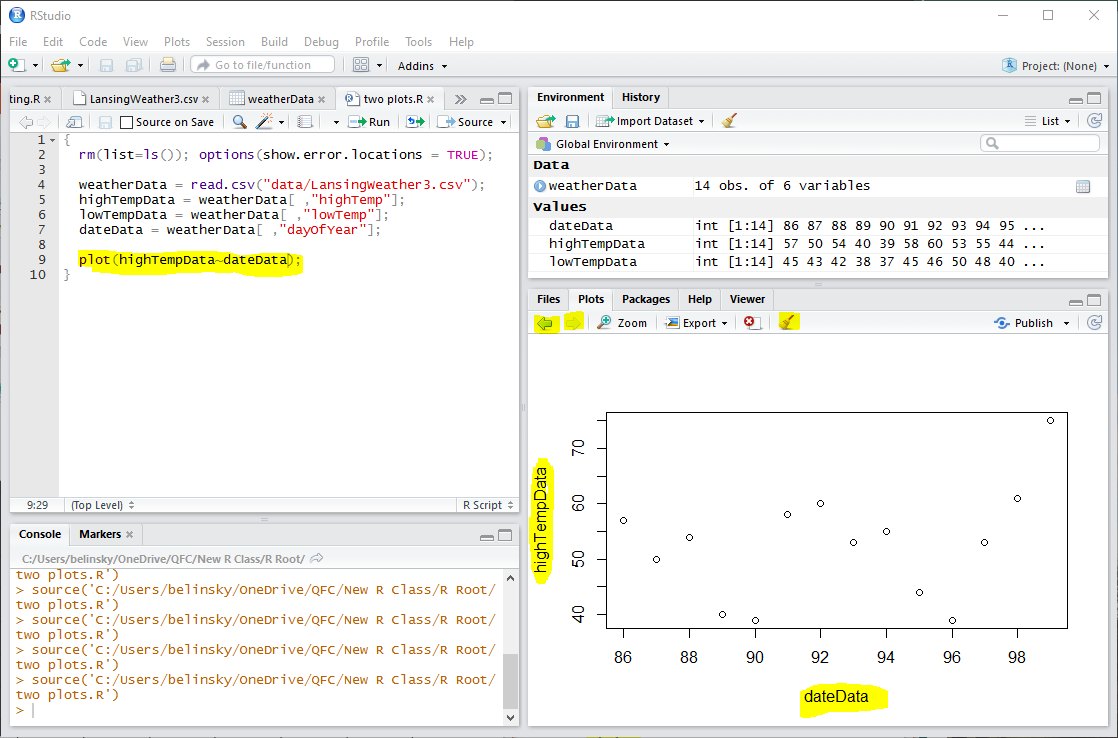 RStudio
File Edit Code View Plots Session Build Debug Profile Tools Help
Go to file/function Addins Project: (None)
ting.R LansingWeather3.csv weatherData two plots.R
Source on Save Run Source
1 {
2 rm(list=ls()); options(show.error.locations = TRUE);
3
4 weatherData = read.csv("data/LansingWeather3.csv");
5 highTempData = weatherData[ ,"highTemp"];
6 lowTempData = weatherData[ ,"lowTemp"];
7 dateData = weatherData[ ,"dayOfYear"];
8
9 plot(highTempData~dateData);
10 }
9:29 (Top Level) R Script
Console Markers
C:/Users/belinsky/OneDrive/QFC/New R Class/R Root/
two plots.R')
> source('C:/Users/belinsky/OneDrive/QFC/New R Class/R Root/
two plots.R')
> source('C:/Users/belinsky/OneDrive/QFC/New R Class/R Root/
two plots.R')
> source('C:/Users/belinsky/OneDrive/QFC/New R Class/R Root/
two plots.R')
> source('C:/Users/belinsky/OneDrive/QFC/New R Class/R Root/
two plots.R')
>
Environment History
Import Dataset List
Global Environment
Data
weatherData 14 obs. of 6 variables
Values
dateData int [1:14] 86 87 88 89 90 91 92 93 94 95 ...
highTempData int [1:14] 57 50 54 40 39 58 60 53 55 44 ...
lowTempData int [1:14] 45 43 42 38 37 45 46 50 48 40 ...
Files Plots Packages Help Viewer
Zoom Export Publish
highTempData
70
60
50
40
86 88 90 92 94 96 98
dateData